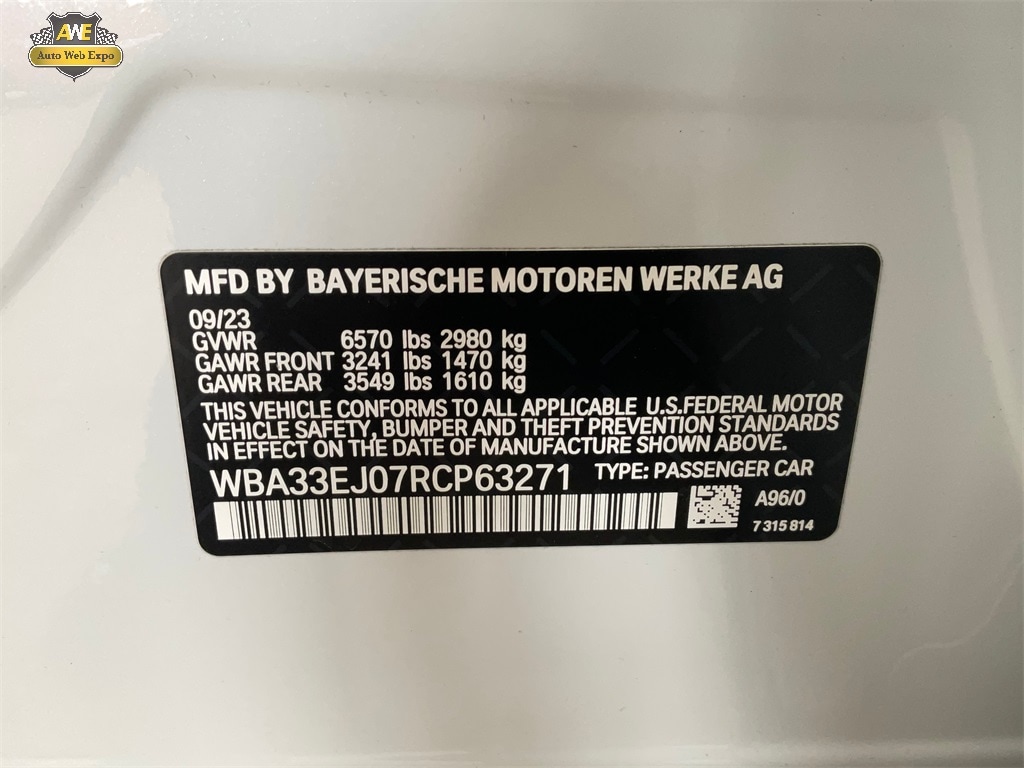 AWE
Auto Web Expo
MFD BY BAYERISCHE MOTOREN WERKE AG
09/23
GVWR 6570 lbs 2980 kg
GAWR FRONT 3241 lbs 1470 kg
GAWR REAR 3549 lbs 1610 kg
THIS VEHICLE CONFORMS TO ALL APPLICABLE U.S.FEDERAL MOTOR
VEHICLE SAFETY, BUMPER AND THEFT PREVENTION STANDARDS
IN EFFECT ON THE DATE OF MANUFACTURE SHOWN ABOVE.
WBA33EJ07RCP63271 TYPE: PASSENGER CAR
A96/0
7 315 814